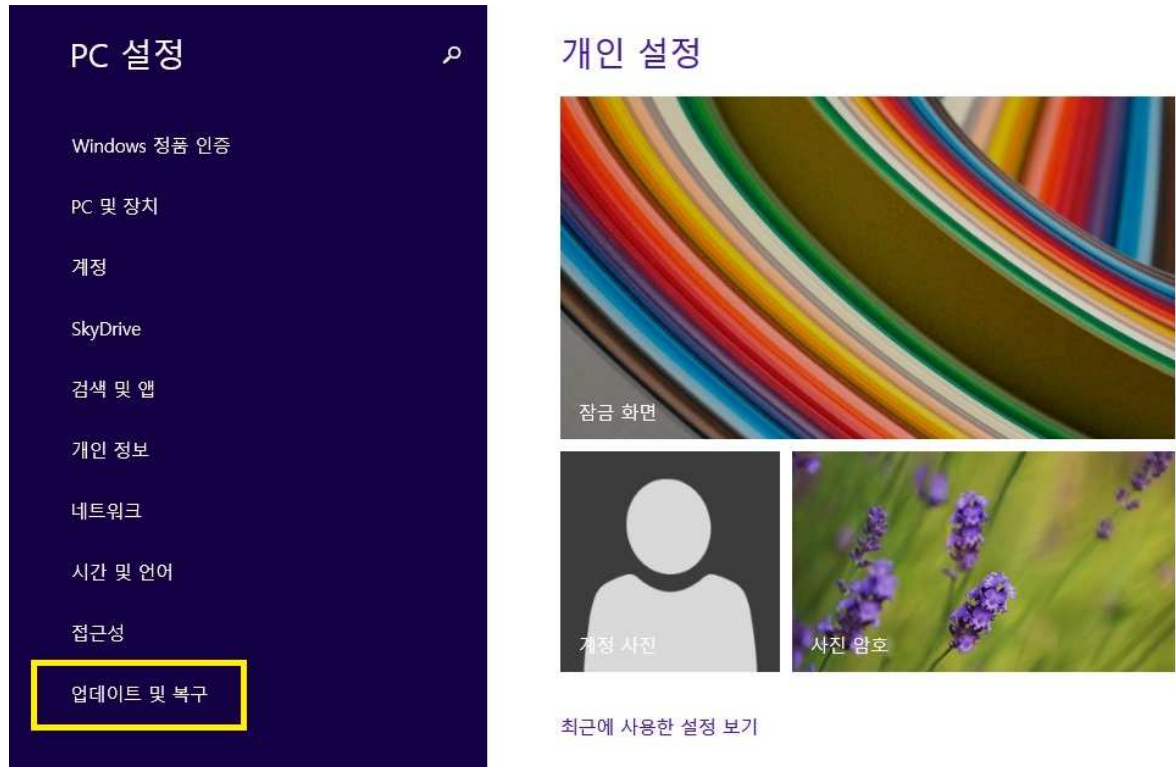 PC 설정
Windows 정품 인증
PC 및 장치
계정
SkyDrive
검색 및 앱
개인 정보
네트워크
시간 및 언어
접근성
업데이트 및 복구
개인 설정
잠금 화면
계정 사진
사진 암호
최근에 사용한 설정 보기